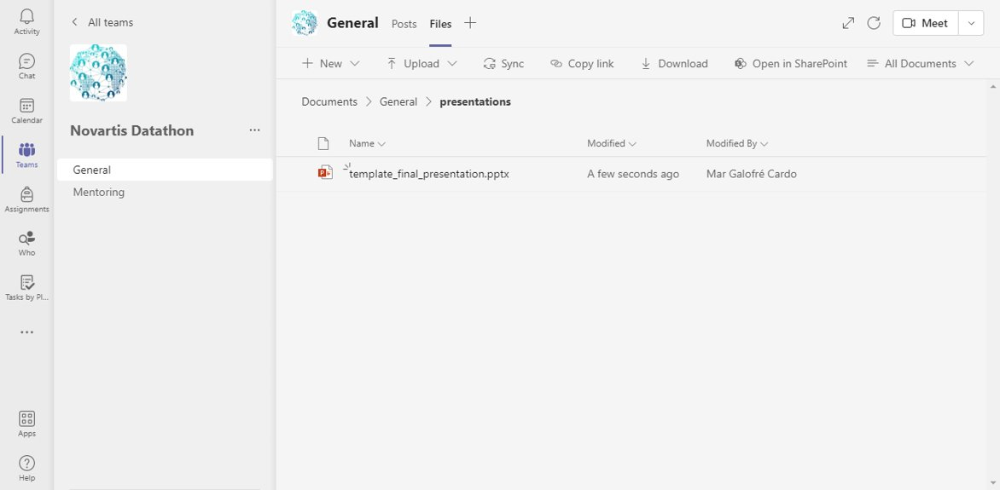 Activity
Chat
Calendar
Teams
Assignments
Who
Tasks by Pl...
Apps
Help
All teams
Novartis Datathon
General
Mentoring
General Posts Files
Meet
New Upload Sync Copy link Download Open in SharePoint All Documents
Documents > General > presentations
Name Modified Modified By
template_final_presentation.pptx A few seconds ago Mar Galofré Cardo